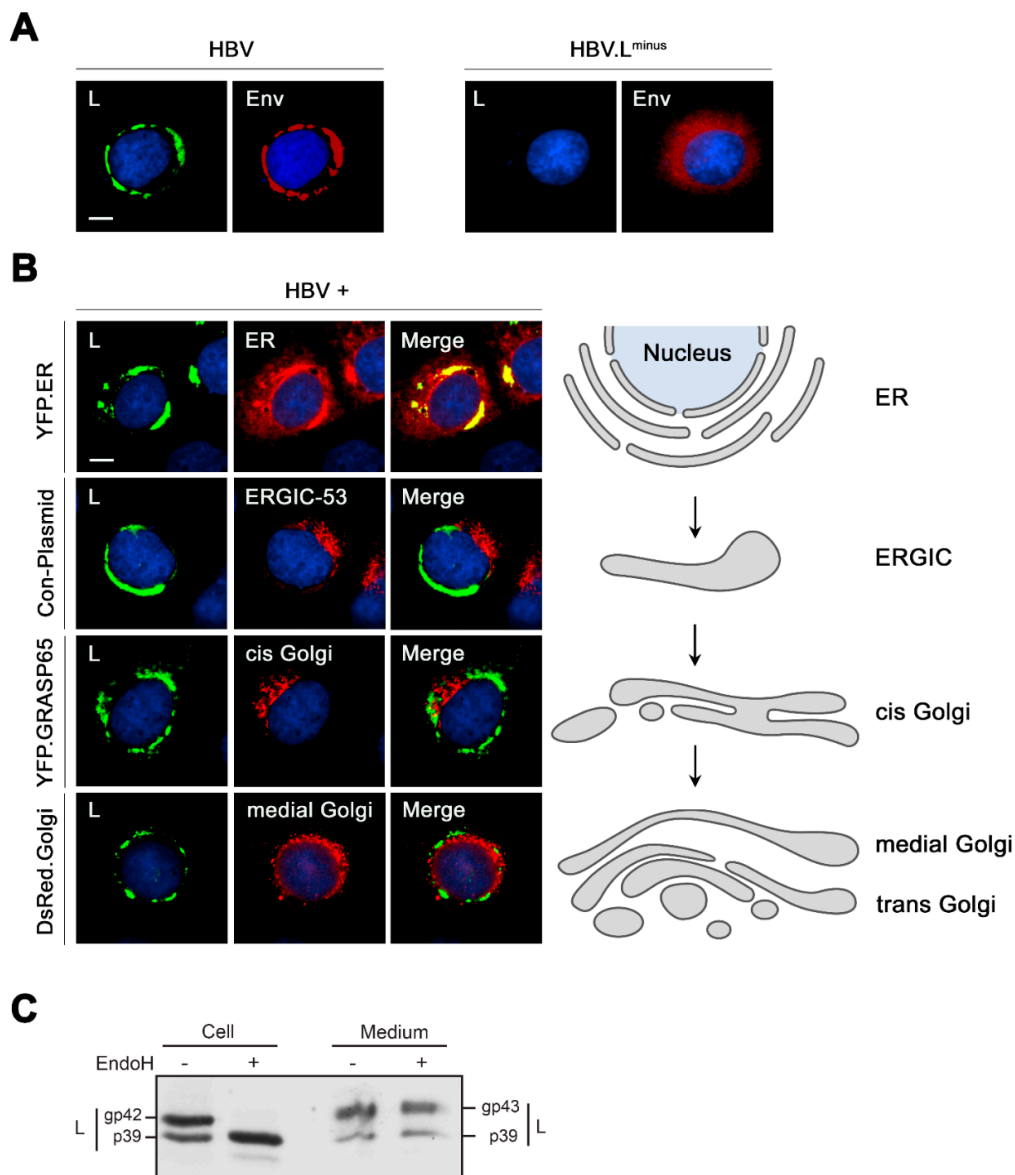 A
HBV
HBV.Lminus
L
Env
L
Env
B
HBV +
YFP.ER
L
ER
Merge
Nucleus
ER
Con-Plasmid
L
ERGIC-53
Merge
ERGIC
YFP.GRASP65
L
cis Golgi
Merge
cis Golgi
DsRed.Golgi
L
medial Golgi
Merge
medial Golgi
trans Golgi
C
Cell
Medium
EndoH - + - +
L gp42
p39
gp43 L
p39